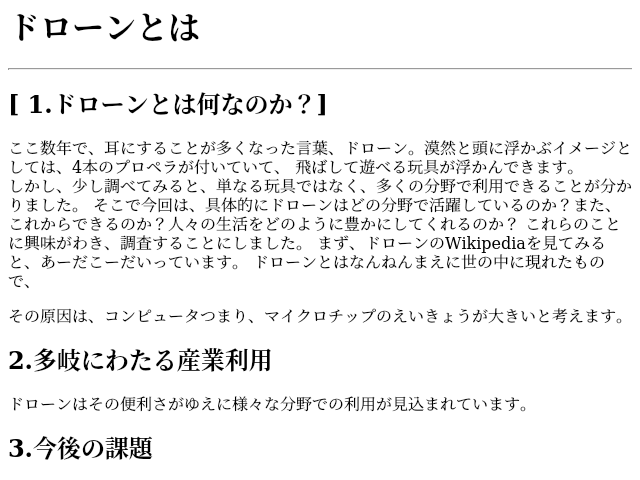 ドローンとは
[ 1.ドローンとは何なのか？]
ここ数年で、耳にすることが多くなった言葉、ドローン。漠然と頭に浮かぶイメージと
しては、4本のプロペラが付いていて、 飛ばして遊べる玩具が浮かんできます。
しかし、少し調べてみると、単なる玩具ではなく、多くの分野で利用できることが分か
りました。 そこで今回は、具体的にドローンはどの分野で活躍しているのか？また、
これからできるのか？人々の生活をどのように豊かにしてくれるのか？ これらのこと
に興味がわき、調査することにしました。 まず、ドローンのWikipediaを見てみる
と、あーだこーだいっています。 ドローンとはなんねんまえに世の中に現れたもの
で、
その原因は、コンピュータつまり、マイクロチップのえいきょうが大きいと考えます。
2.多岐にわたる産業利用
ドローンはその便利さがゆえに様々な分野での利用が見込まれています。
3.今後の課題